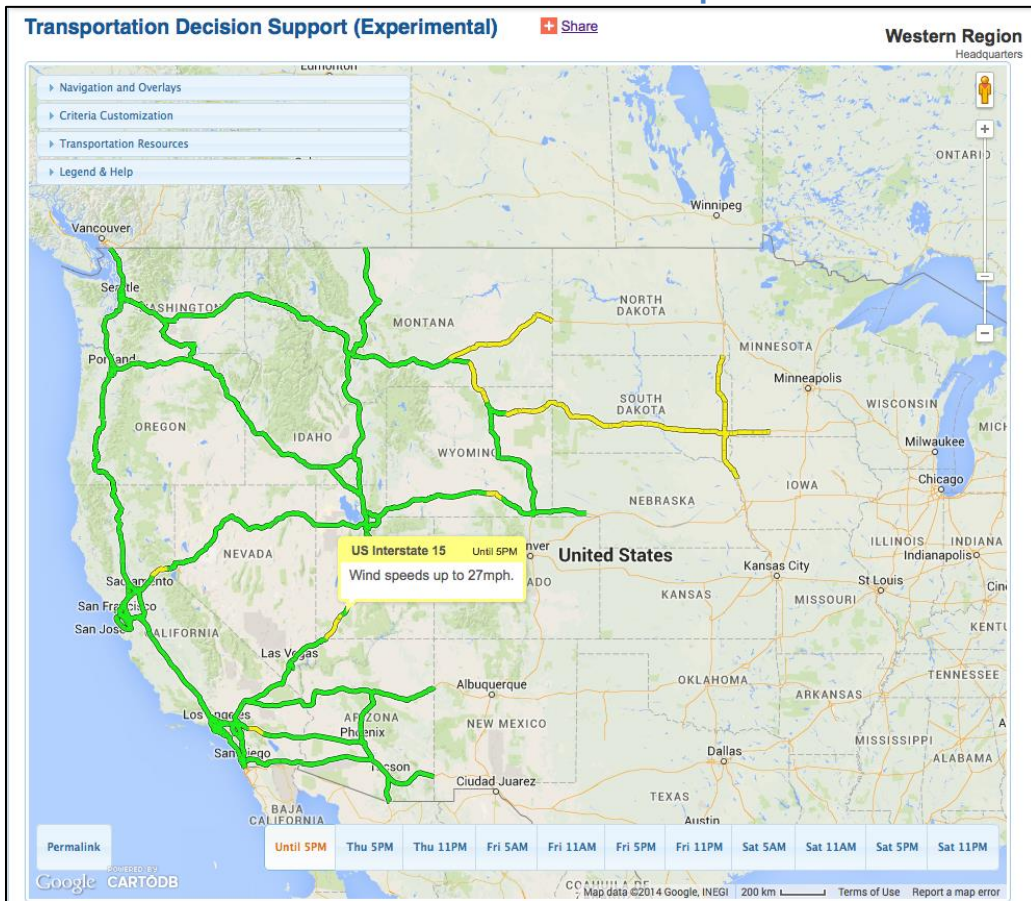 Transportation Decision Support (Experimental)
Share
Western Region
Headquarters
Edmonton
Navigation and Overlays
Criteria Customization
Transportation Resources
Legend & Help
ONTARIO
Winnipeg
Vancouver
Seattle
WASHINGTON
NORTH
DAKOTA
MONTANA
MINNESOTA
Portland
Minneapolis
SOUTH
DAKOTA
WISCONSIN
OREGON
IDAHO
MICH
Milwaukee
WYOMING
IOWA
Chicago
NEBRASKA
US Interstate 15 Until 5PM
Wind speeds up to 27mph.
NEVADA
nver
United States
ILLINOIS
INDIANA
Indianapolis
Sacramento
ADO
Kansas City
St Louis
Cin
San Francisco
KANSAS
MISSOURI
San Jose
CALIFORNIA
KENTU
Las Vegas
TENNESSEE
Albuquerque
OKLAHOMA
ARKANSAS
Los Angeles
ARIZONA
Phoenix
NEW MEXICO
MISSISSIPPI
San Diego
Dallas
ALABAMA
Tucson
Ciudad Juarez
TEXAS
BAJA
CALIFORNIA
Austin
Permalink
Until 5PM Thu 5PM Thu 11PM Fri 5AM Fri 11AM Fri 5PM Fri 11PM Sat 5AM Sat 11AM Sat 5PM Sat 11PM
POWERED BY
Google CARTODB
Map data ©2014 Google, INEGI 200 km Terms of Use Report a map error